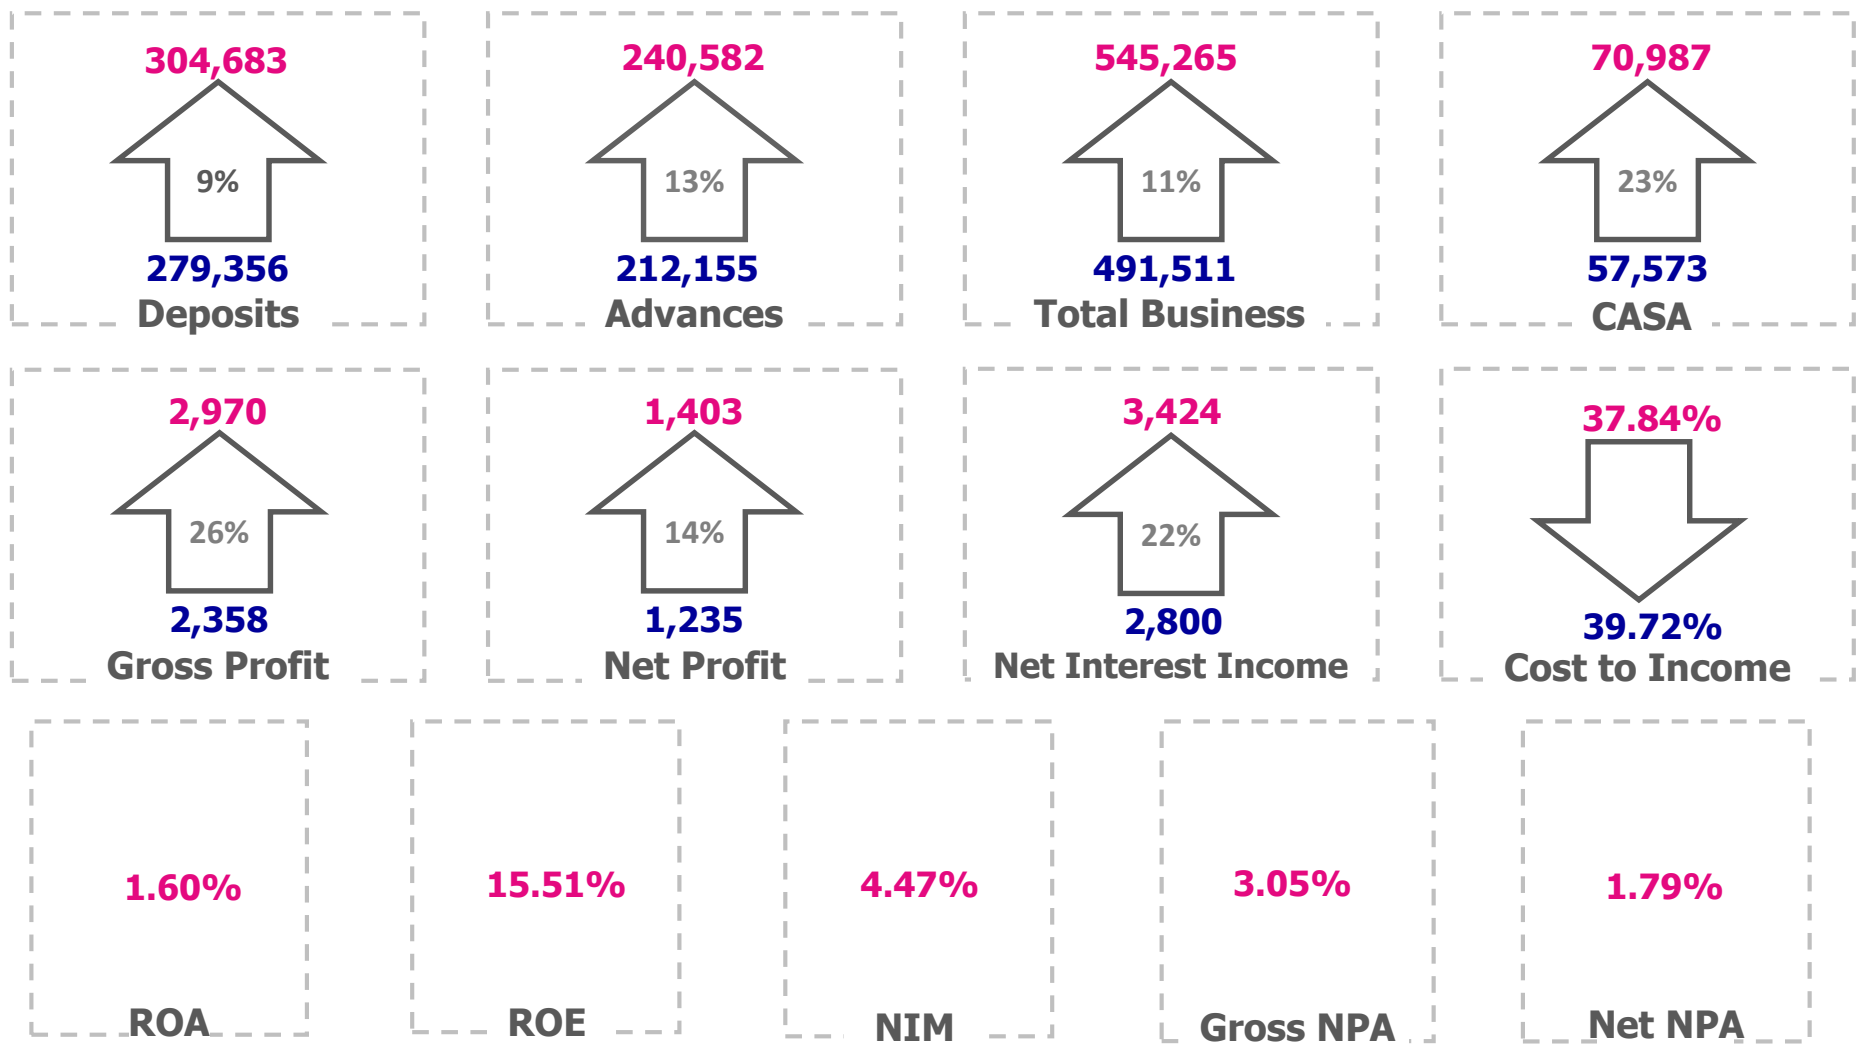 304,683
9%
279,356
Deposits
240,582
13%
212,155
Advances
545,265
11%
491,511
Total Business
70,987
23%
57,573
CASA
2,970
26%
2,358
Gross Profit
1,403
14%
1,235
Net Profit
3,424
22%
2,800
Net Interest Income
37.84%
39.72%
Cost to Income
1.60%
ROA
15.51%
ROE
4.47%
NIM
3.05%
Gross NPA
1.79%
Net NPA